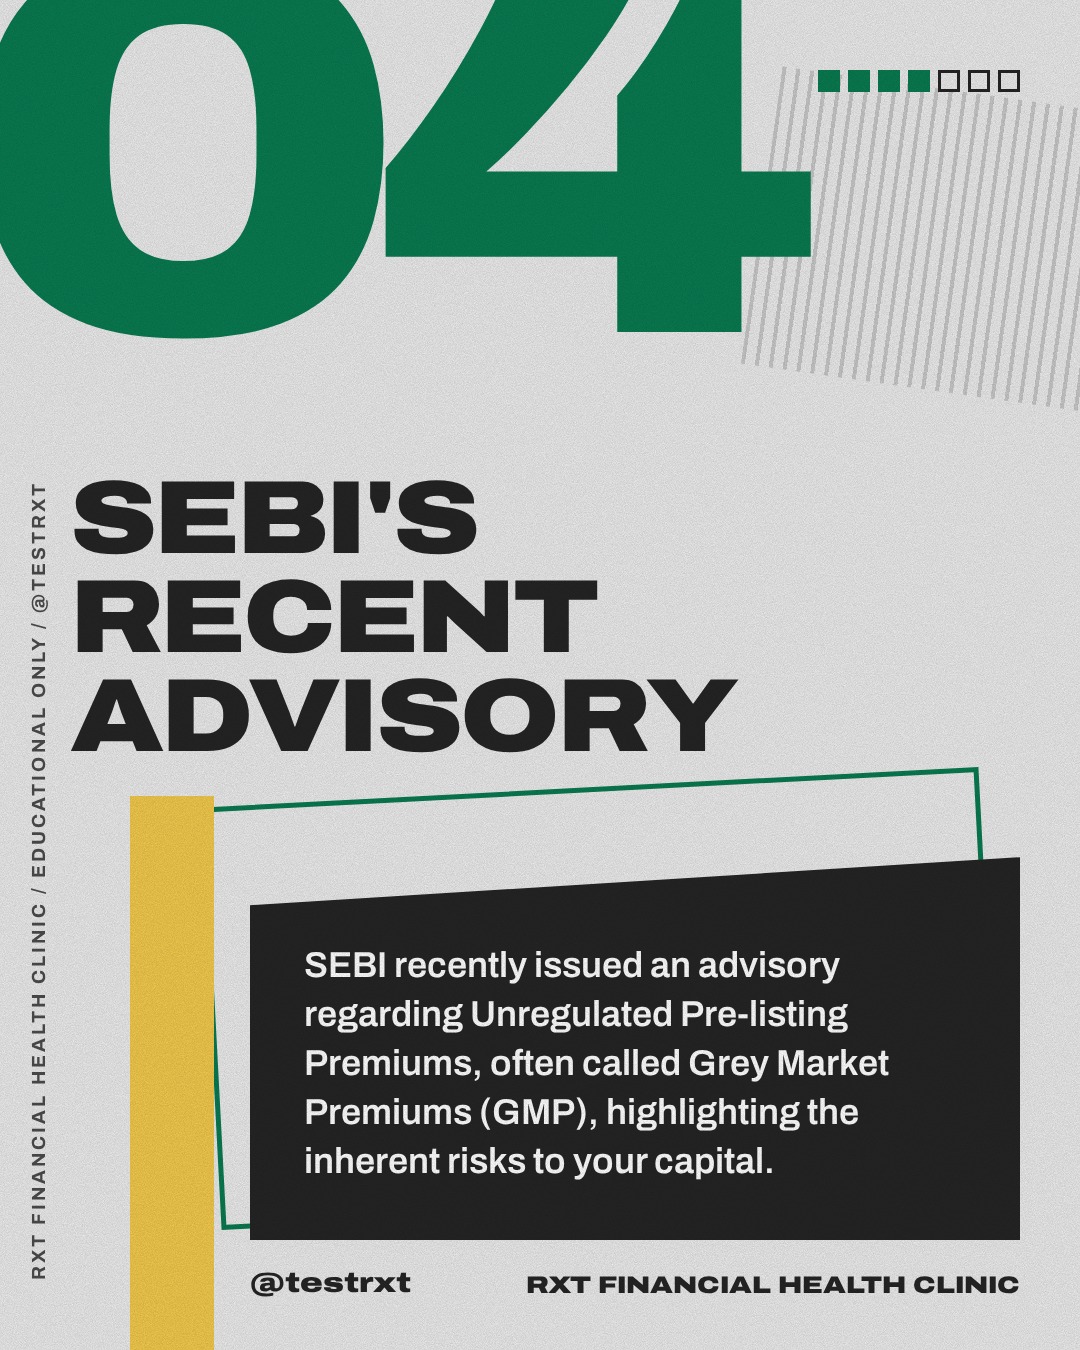 04
SEBI'S
RECENT
ADVISORY
RXT FINANCIAL HEALTH CLINIC / EDUCATIONAL ONLY / @TESTRXT
SEBI recently issued an advisory
regarding Unregulated Pre-listing
Premiums, often called Grey Market
Premiums (GMP), highlighting the
inherent risks to your capital.
@testrxt
RXT FINANCIAL HEALTH CLINIC